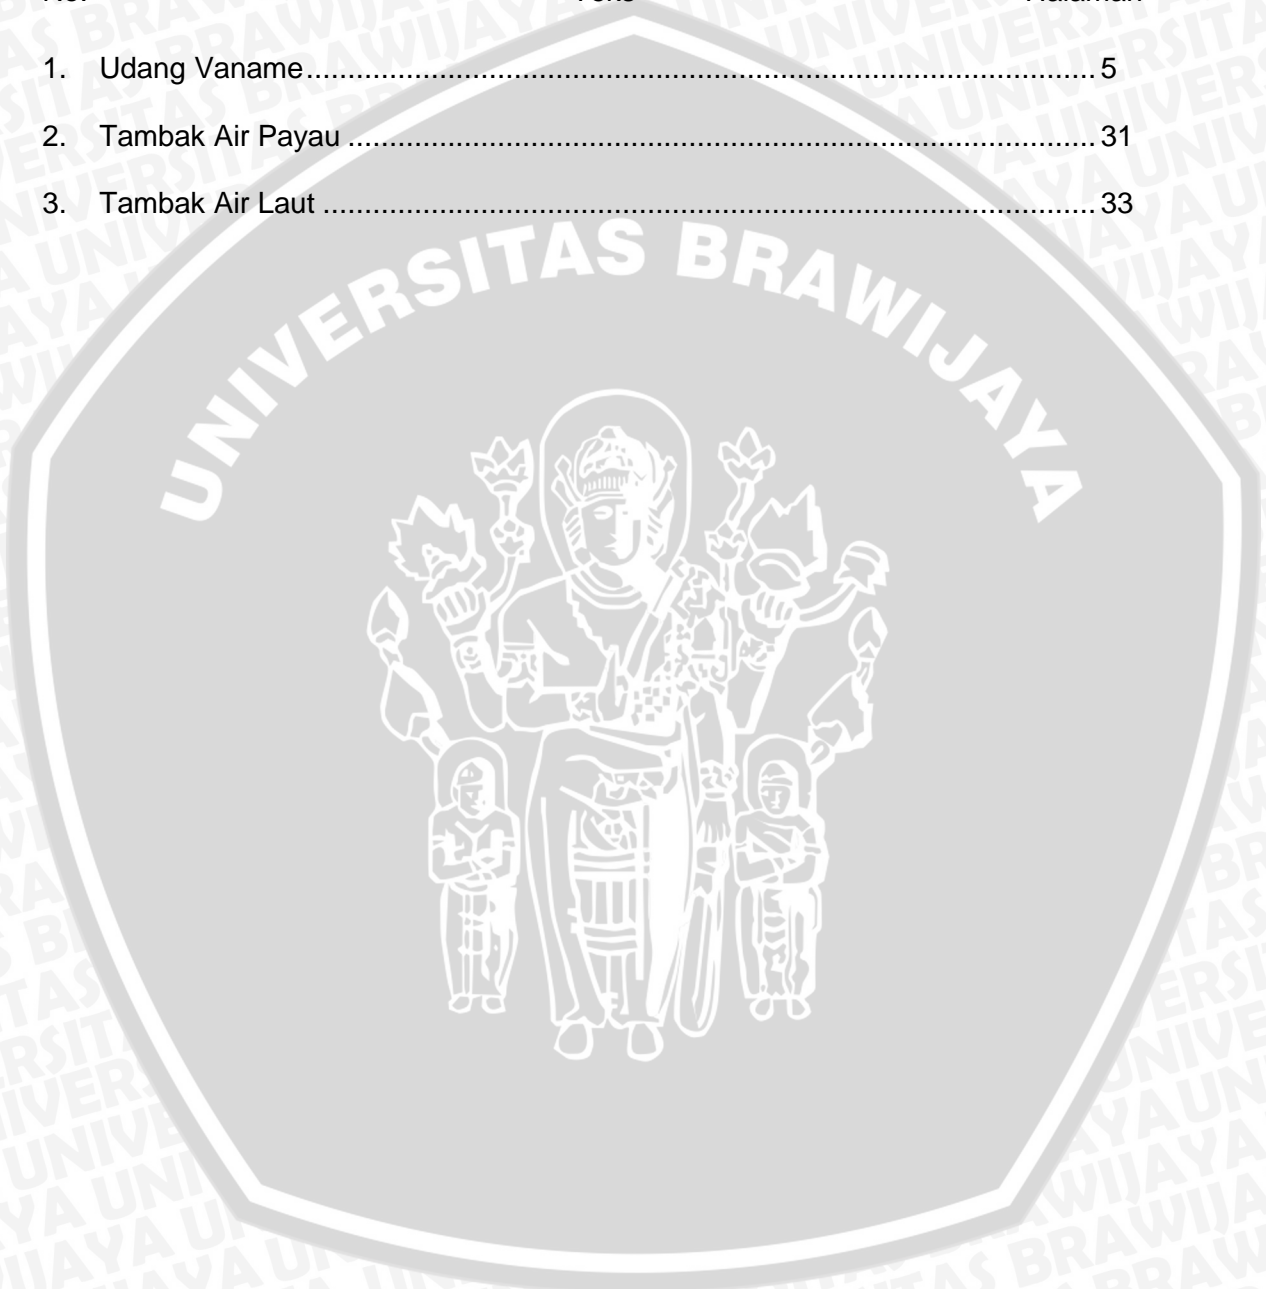 1. Udang Vaname.......................................................................................... 5
2. Tambak Air Payau ..................................................................................... 31
3. Tambak Air Laut ........................................................................................ 33
UNIVERSITAS BRAWIJAYA